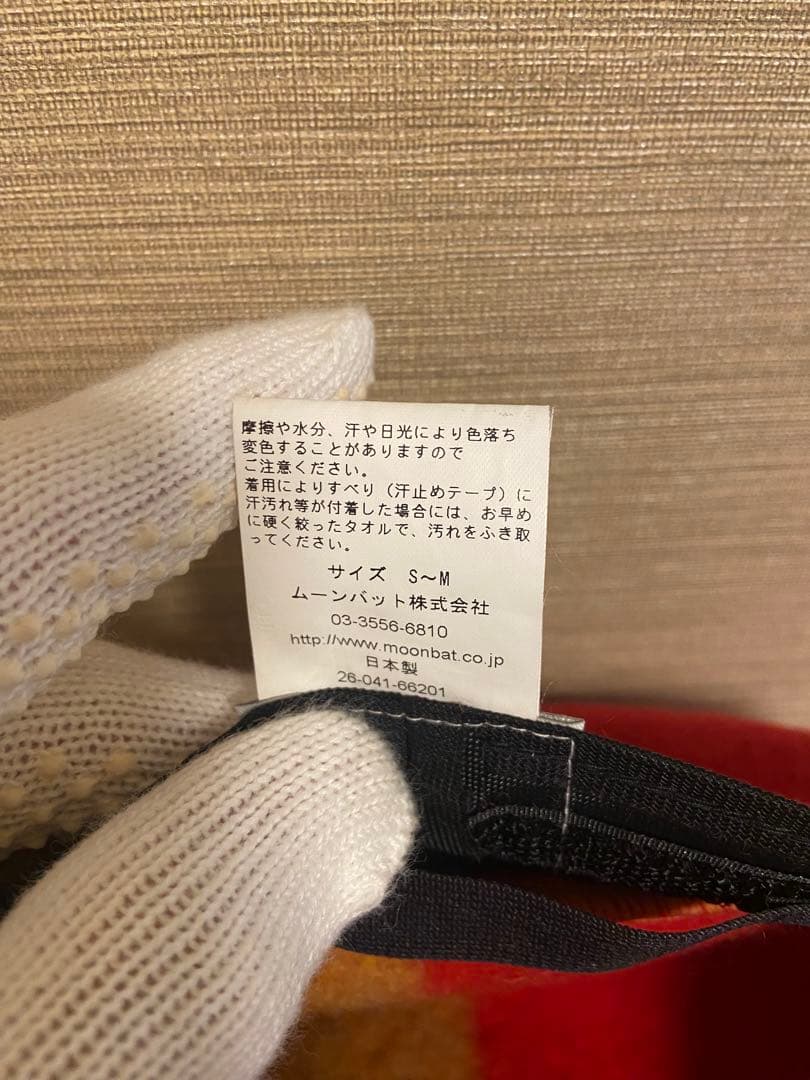 摩擦や水分、汗や日光により色落ち
変色することがありますので
ご注意ください。
着用によりすべり（汗止めテープ）に
汗汚れ等が付着した場合には、お早め
に硬く絞ったタオルで、汚れをふき取
ってください。
サイズ　S～M
ムーンバット株式会社
03-3556-6810
http://www.moonbat.co.jp
日本製
26-041-66201